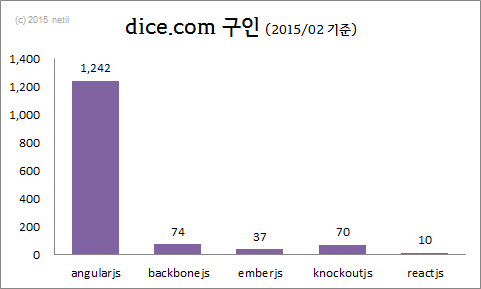 (c) 2015 netil
dice.com 구인 (2015/02 기준)
1,400
1,200
1,000
800
600
400
200
0
1,242
74
37
70
10
angularjs
backbonejs
emberjs
knockoutjs
reactjs